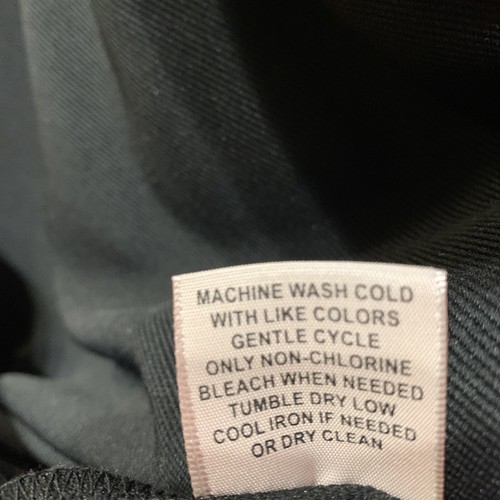 MACHINE WASH COLD
WITH LIKE COLORS
GENTLE CYCLE
ONLY NON-CHLORINE
BLEACH WHEN NEEDED
TUMBLE DRY LOW
COOL IRON IF NEEDED
OR DRY CLEAN